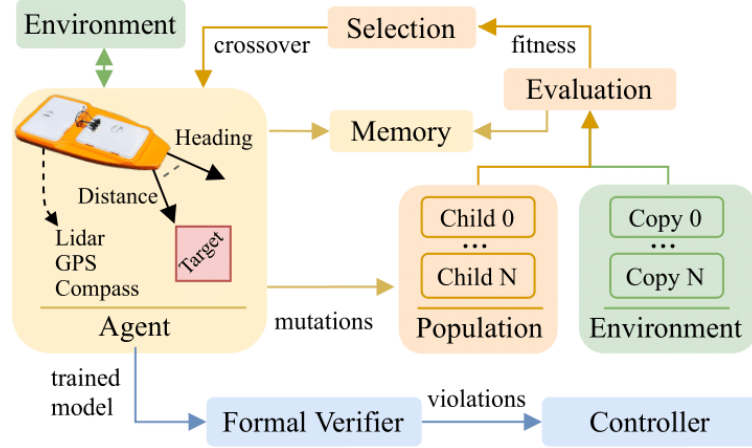 Environment
crossover
Selection
fitness
Evaluation
Memory
Heading
Distance
Target
Lidar
GPS
Compass
Agent
mutations
Child 0
...
Child N
Population
Copy 0
...
Copy N
Environment
trained
model
Formal Verifier
violations
Controller